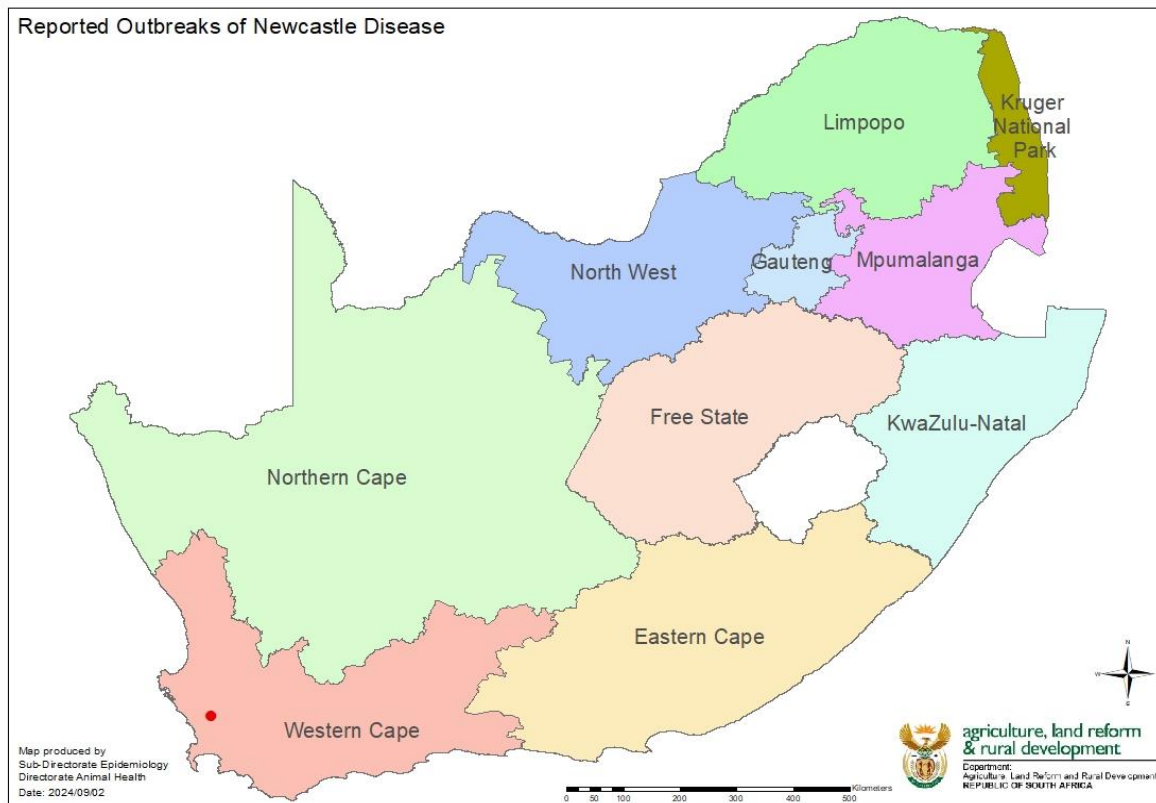 Reported Outbreaks of Newcastle Disease
Limpopo
Kruger
National
Park
North West
Gauteng
Mpumalanga
Free State
KwaZulu-Natal
Northern Cape
Eastern Cape
Western Cape
N
W
S
Map produced by
Sub-Directorate Epidemiology
Directorate Animal Health
Date: 2024/09/02
agriculture, land reform
& rural development
Department:
Agriculture, Land Reform and Rural Development
REPUBLIC OF SOUTH AFRICA
Kilometers
0 50 100 200 300 400 500